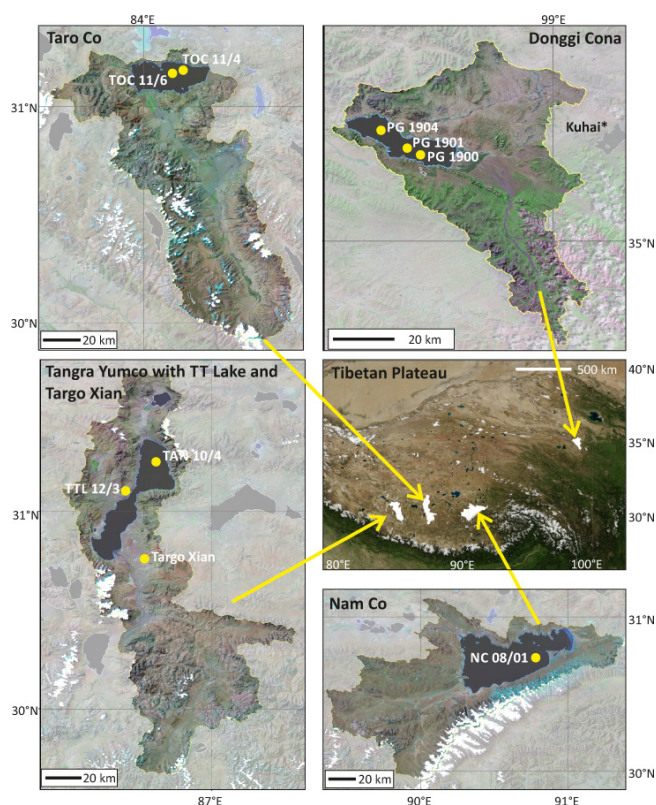 84°E
99°E
Taro Co
TOC 11/4
TOC 11/6
31°N
30°N
20 km
Donggi Cona
Kuhai*
PG 1904
PG 1901
PG 1900
35°N
20 km
Tangra Yumco with TT Lake and
Targo Xian
TAN 10/4
TTL 12/3
31°N
Targo Xian
30°N
20 km
87°E
Tibetan Plateau
500 km
40°N
35°N
30°N
80°E
90°E
100°E
Nam Co
31°N
NC 08/01
20 km
30°N
90°E
91°E